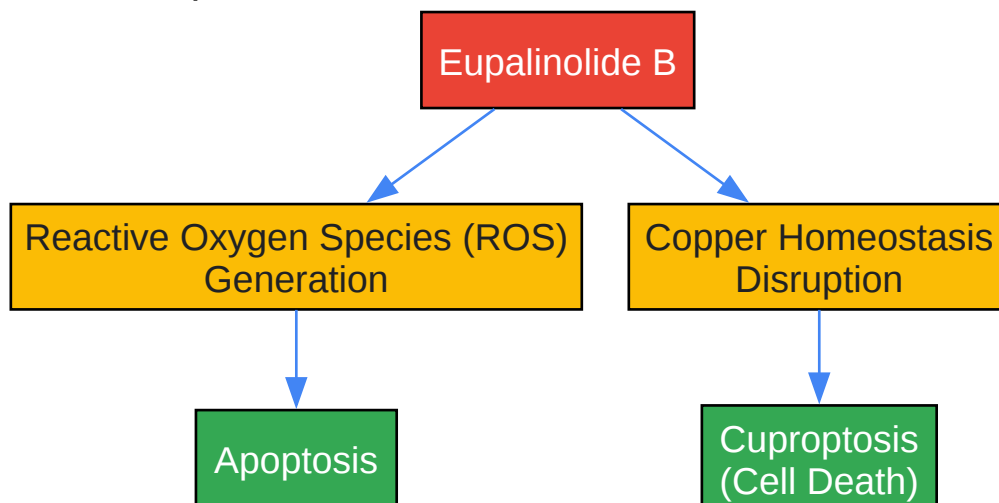 Eupalinolide B
Reactive Oxygen Species (ROS)
Generation
Copper Homeostasis
Disruption
Apoptosis
Cuproptosis
(Cell Death)